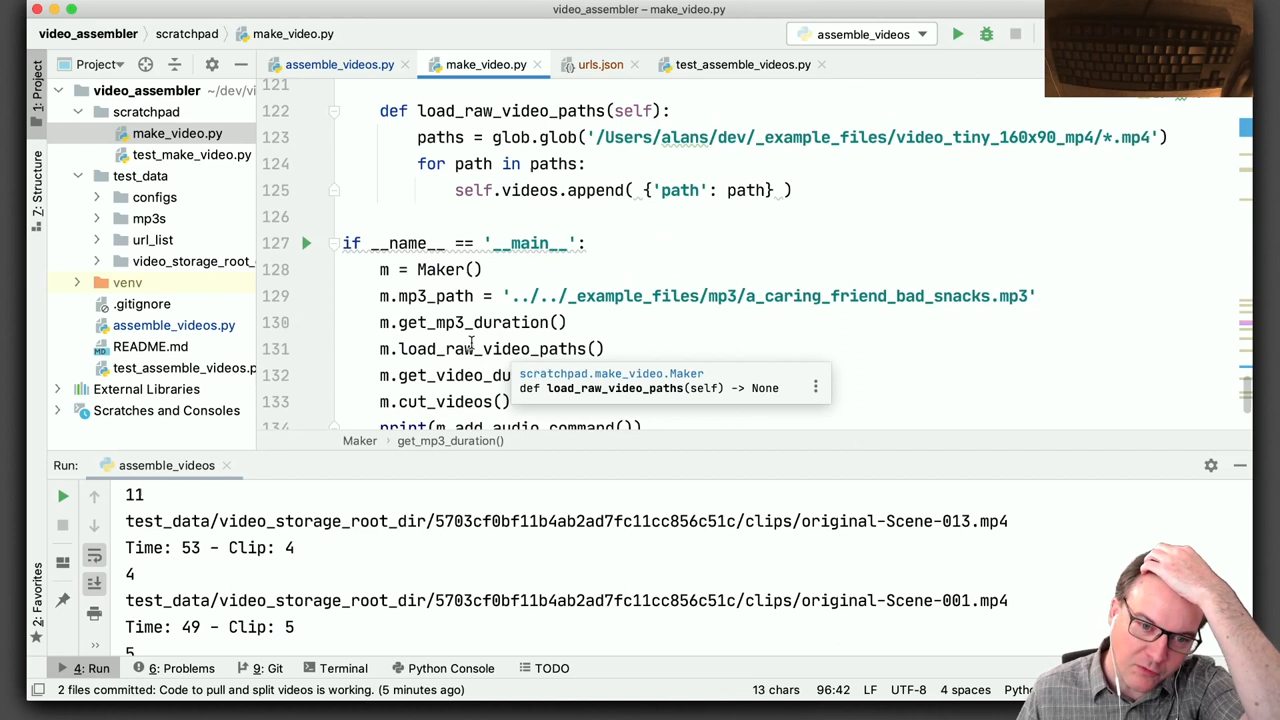 video_assembler – make_video.py
video_assembler
scratchpad
make_video.py
assemble_videos
Project
assemble_videos.py
make_video.py
urls.json
test_assemble_videos.py
1: Project
Z: Structure
2: Favorites
video_assembler ~/dev/vi
scratchpad
make_video.py
test_make_video.py
test_data
configs
mp3s
url_list
video_storage_root_
venv
.gitignore
assemble_videos.py
README.md
test_assemble_videos.p
External Libraries
Scratches and Consoles
121
122 def load_raw_video_paths(self):
123 paths = glob.glob('/Users/alans/dev/_example_files/video_tiny_160x90_mp4/*.mp4')
124 for path in paths:
125 self.videos.append( {'path': path} )
126
127 if __name__ == '__main__':
128 m = Maker()
129 m.mp3_path = '../../_example_files/mp3/a_caring_friend_bad_snacks.mp3'
130 m.get_mp3_duration()
131 m.load_raw_video_paths()
132 m.get_video_du
133 m.cut_videos()
134 print(m.add_audio_command())
scratchpad.make_video.Maker
def load_raw_video_paths(self) -> None
Maker
get_mp3_duration()
Run:
assemble_videos
11
test_data/video_storage_root_dir/5703cf0bf11b4ab2ad7fc11cc856c51c/clips/original-Scene-013.mp4
Time: 53 - Clip: 4
4
test_data/video_storage_root_dir/5703cf0bf11b4ab2ad7fc11cc856c51c/clips/original-Scene-001.mp4
Time: 49 - Clip: 5
5
4: Run
6: Problems
9: Git
Terminal
Python Console
TODO
2 files committed: Code to pull and split videos is working. (5 minutes ago)
13 chars
96:42
LF
UTF-8
4 spaces
Pytho